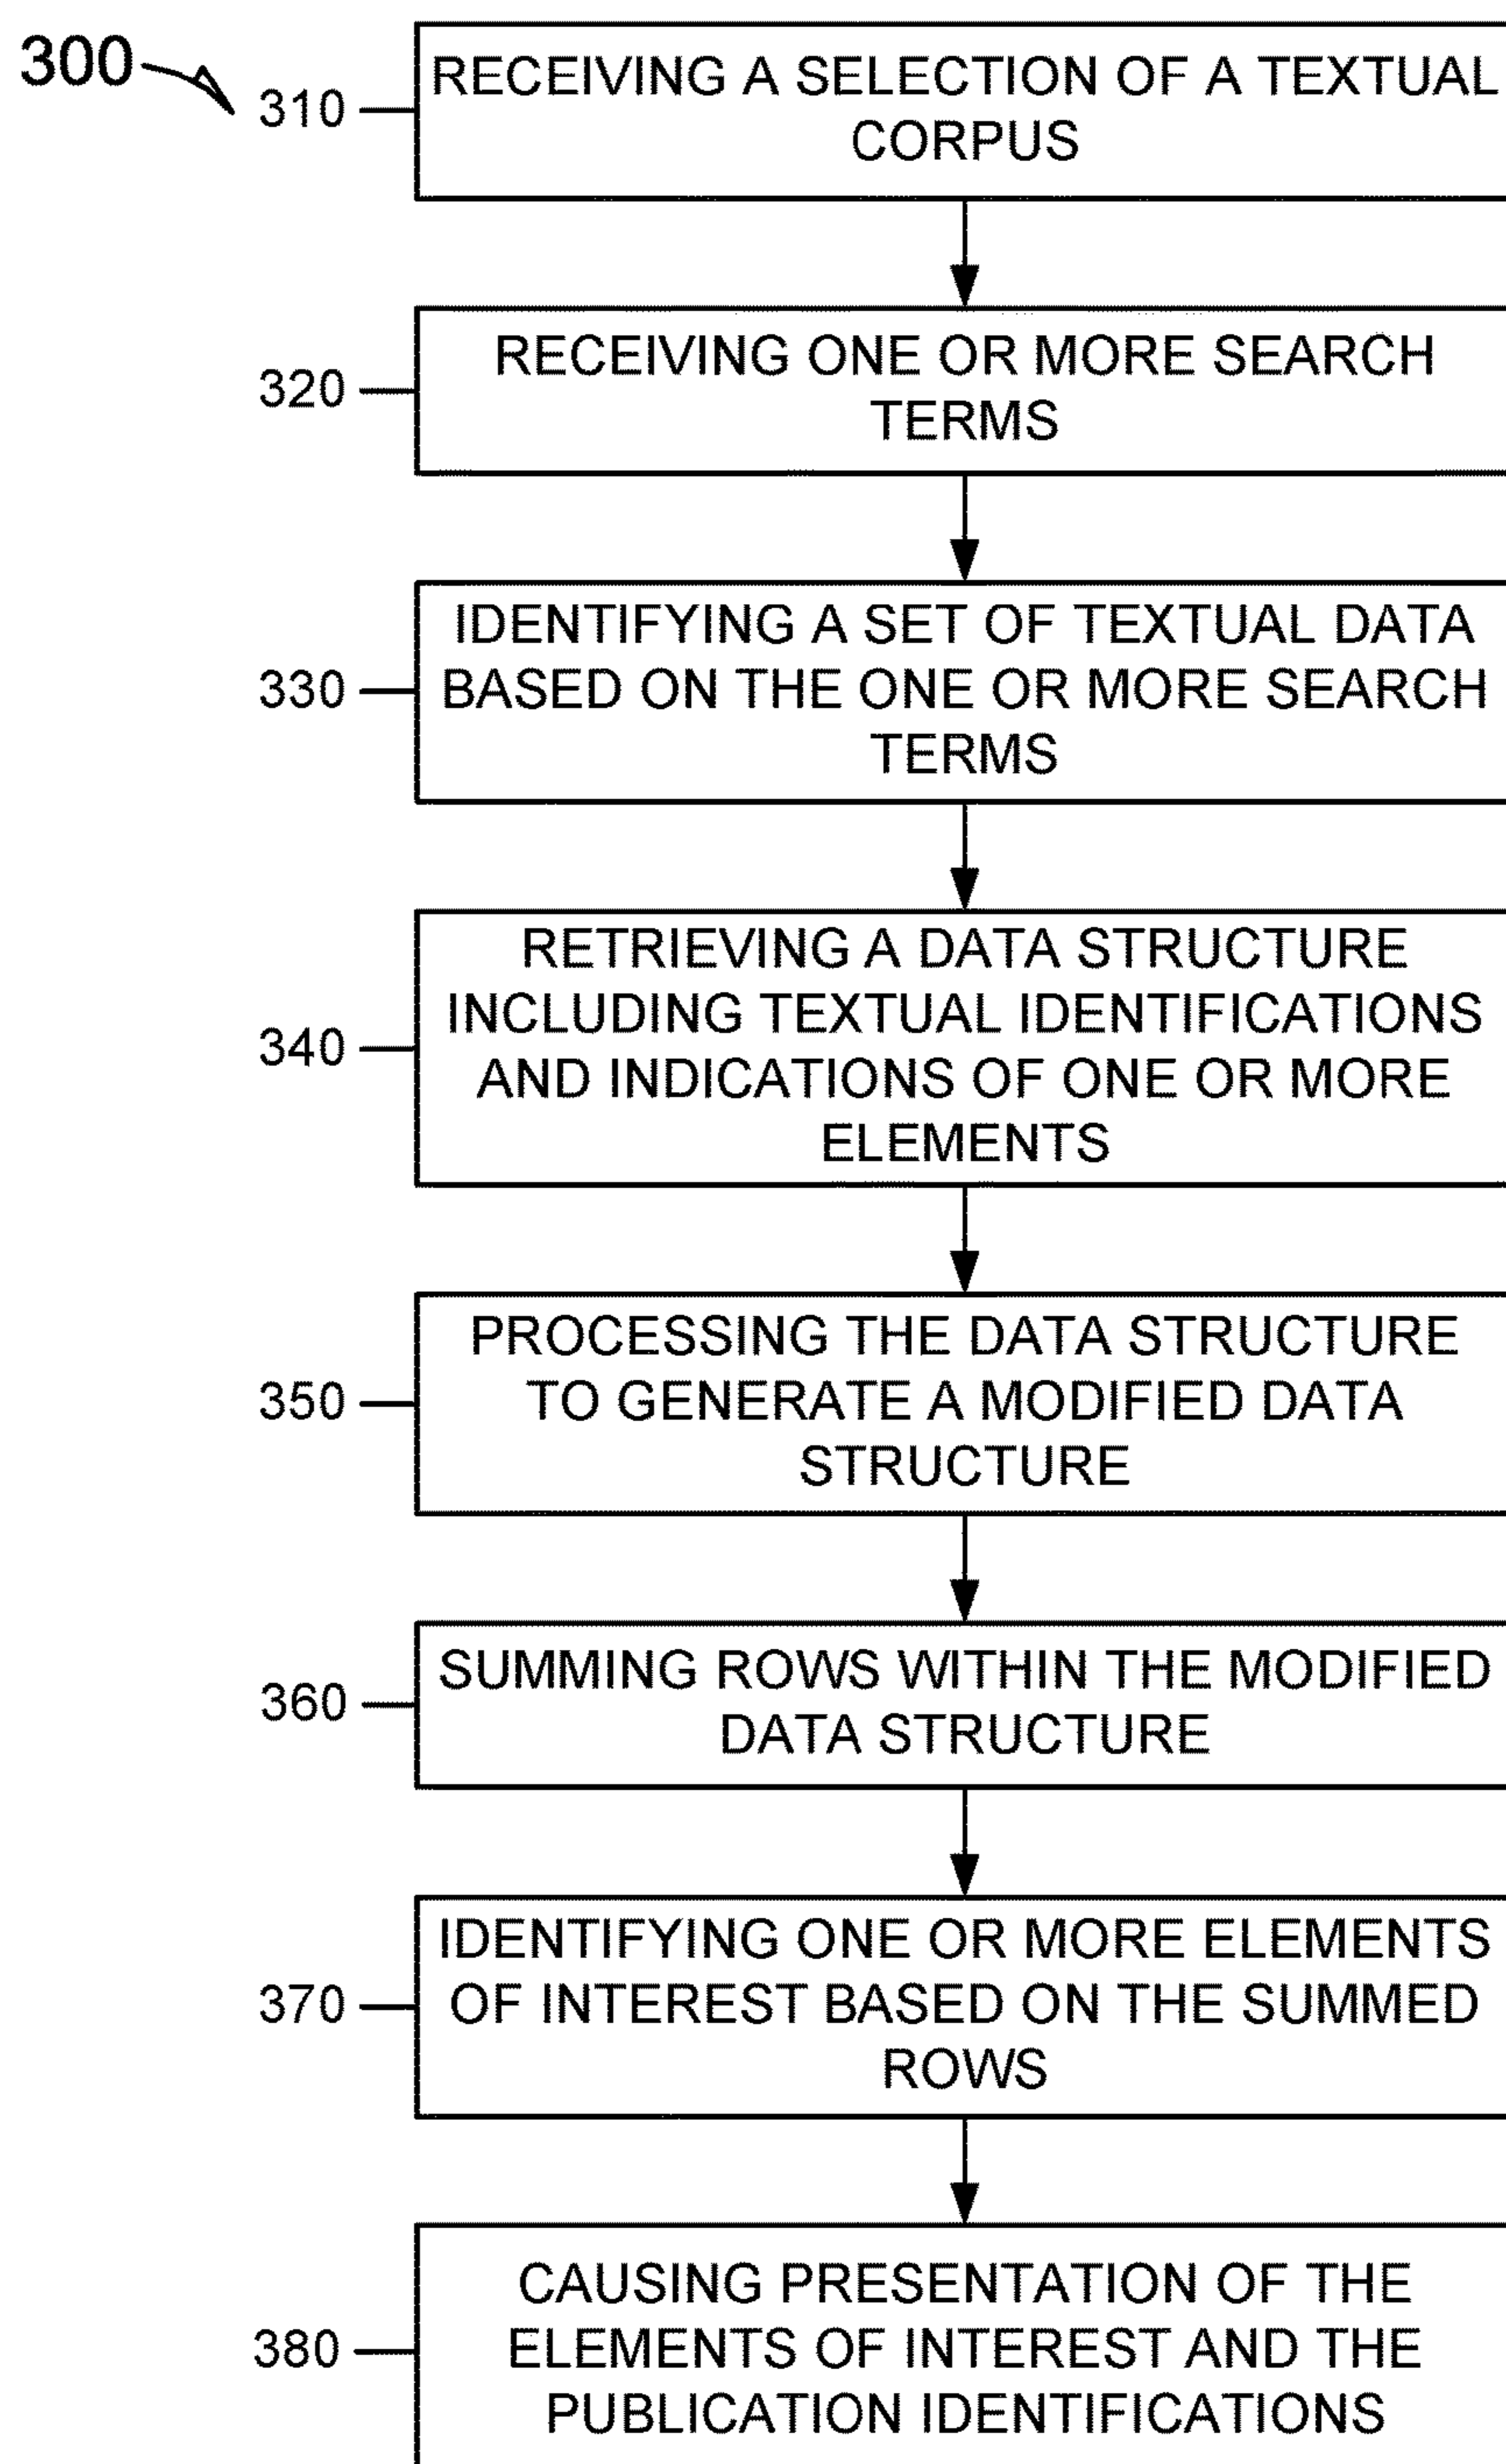 300
310
RECEIVING A SELECTION OF A TEXTUAL
CORPUS
320
RECEIVING ONE OR MORE SEARCH
TERMS
330
IDENTIFYING A SET OF TEXTUAL DATA
BASED ON THE ONE OR MORE SEARCH
TERMS
340
RETRIEVING A DATA STRUCTURE
INCLUDING TEXTUAL IDENTIFICATIONS
AND INDICATIONS OF ONE OR MORE
ELEMENTS
350
PROCESSING THE DATA STRUCTURE
TO GENERATE A MODIFIED DATA
STRUCTURE
360
SUMMING ROWS WITHIN THE MODIFIED
DATA STRUCTURE
370
IDENTIFYING ONE OR MORE ELEMENTS
OF INTEREST BASED ON THE SUMMED
ROWS
380
CAUSING PRESENTATION OF THE
ELEMENTS OF INTEREST AND THE
PUBLICATION IDENTIFICATIONS